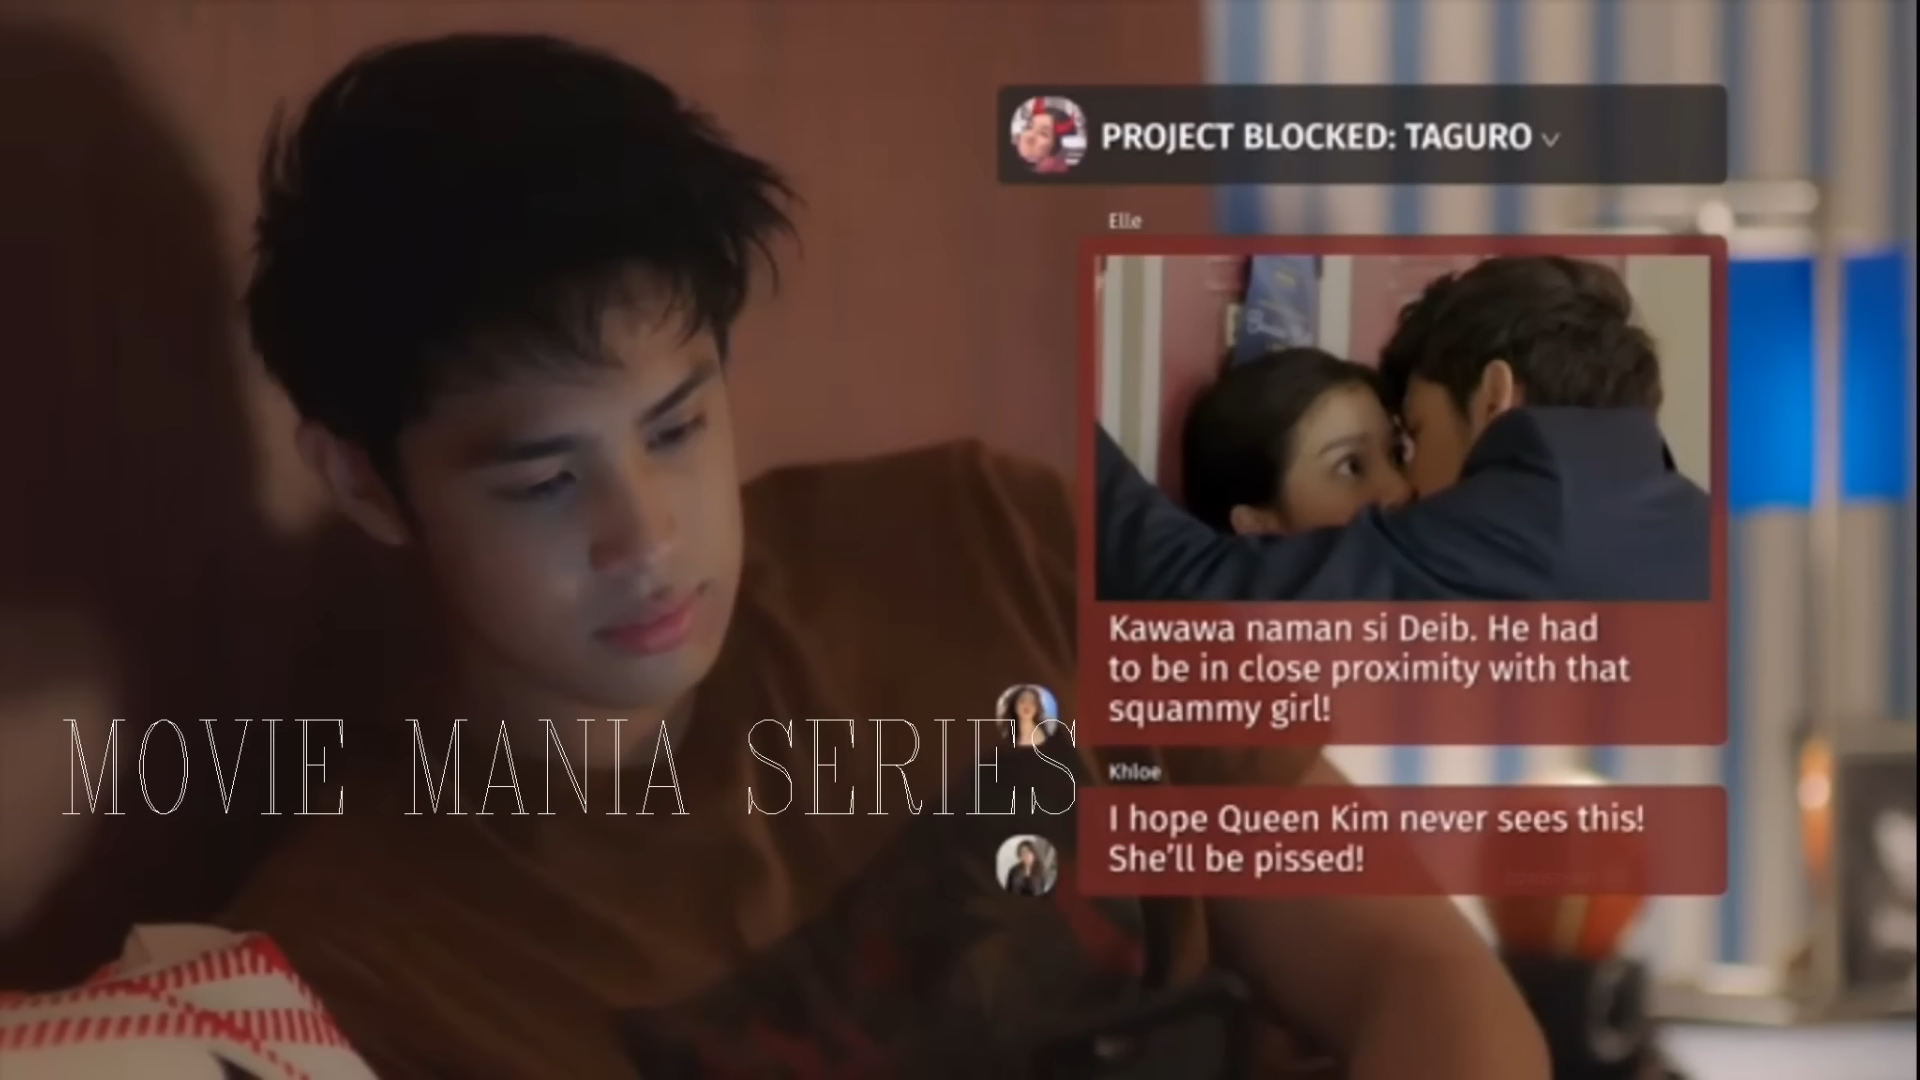 PROJECT BLOCKED: TAGURO
Elle
Kawawa naman si Deib. He had
to be in close proximity with that
squammy girl!
MOVIE MANIA SERIES
Khloe
I hope Queen Kim never sees this!
She'll be pissed!